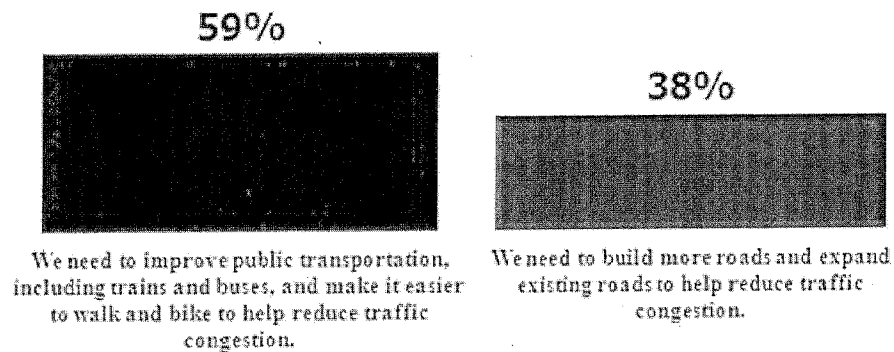 59%
We need to improve public transportation,
including trains and buses, and make it easier
to walk and bike to help reduce traffic
congestion.
38%
We need to build more roads and expand
existing roads to help reduce traffic
congestion.